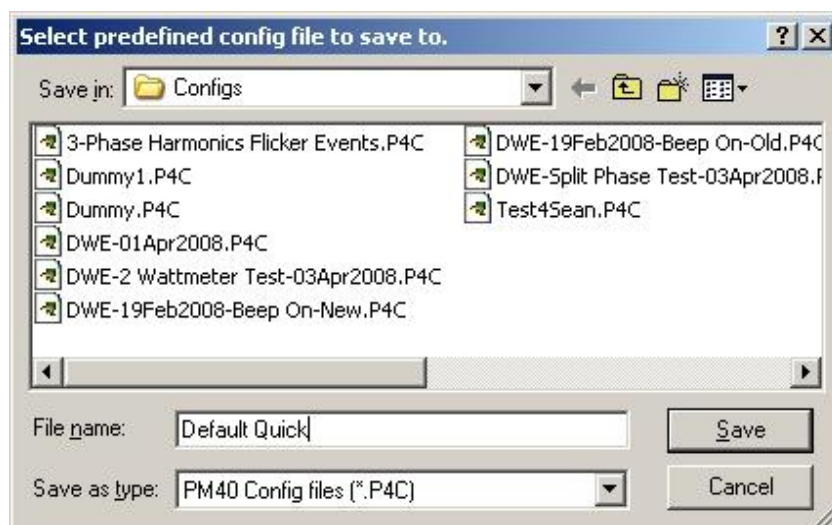 Select predefined config file to save to.
Save in: Configs
3-Phase Harmonics Flicker Events.P4C
Dummy1.P4C
Dummy.P4C
DWE-01Apr2008.P4C
DWE-2 Wattmeter Test-03Apr2008.P4C
DWE-19Feb2008-Beep On-New.P4C
DWE-19Feb2008-Beep On-Old.P4C
DWE-Split Phase Test-03Apr2008.
Test4Sean.P4C
File name: Default Quick
Save
Save as type: PM40 Config files (*.P4C)
Cancel